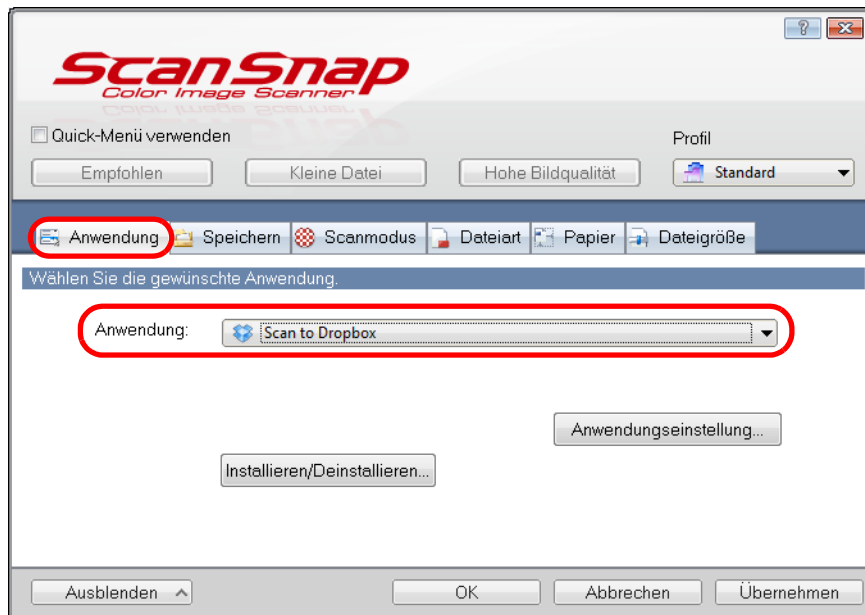 ScanSnap
Color Image Scanner
Quick-Menü verwenden
Profil
Empfohlen Kleine Datei Hohe Bildqualität Standard
Anwendung Speichern Scanmodus Dateiart Papier Dateigröße
Wählen Sie die gewünschte Anwendung.
Anwendung: Scan to Dropbox
Anwendungseinstellung...
Installieren/Deinstallieren...
Ausblenden OK Abbrechen Übernehmen